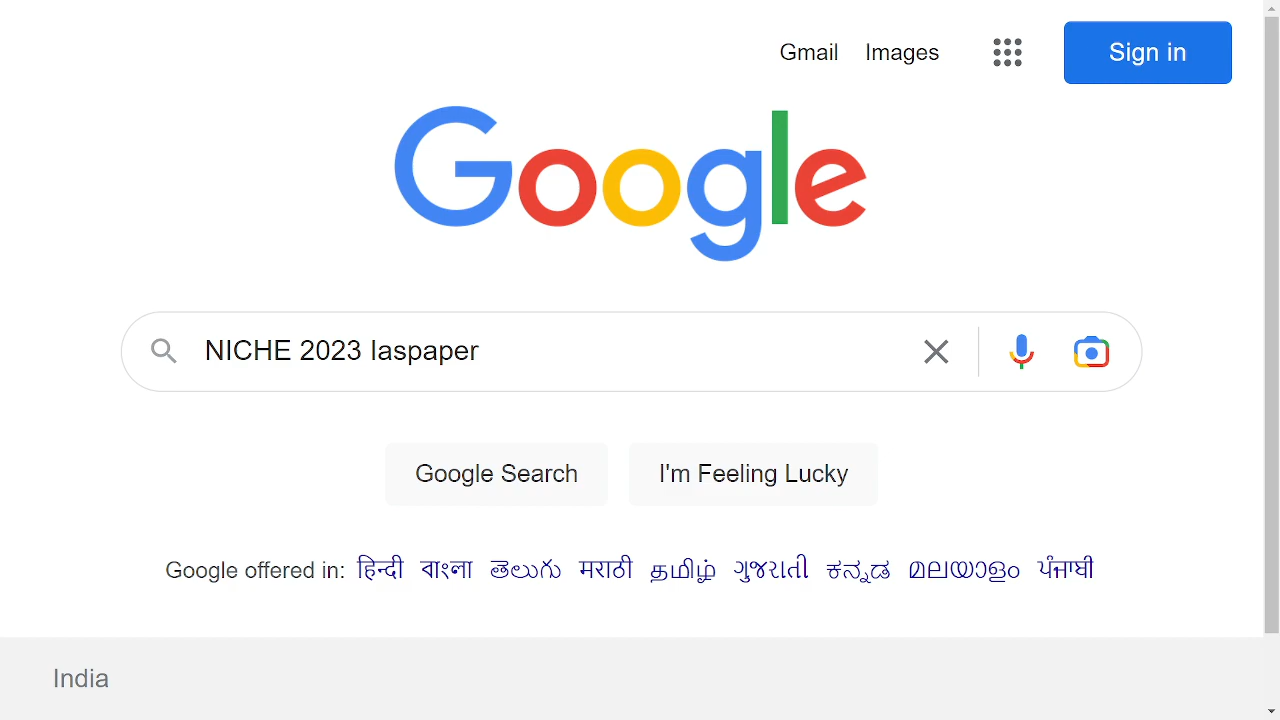 Gmail Images Sign in
Google
NICHE 2023 Iaspaper
Google Search I'm Feeling Lucky
Google offered in: हिन्दी বাংলা తెలుగు मराठी தமிழ் ગુજરાતી ಕನ್ನಡ മലയാളം ਪੰਜਾਬੀ
India